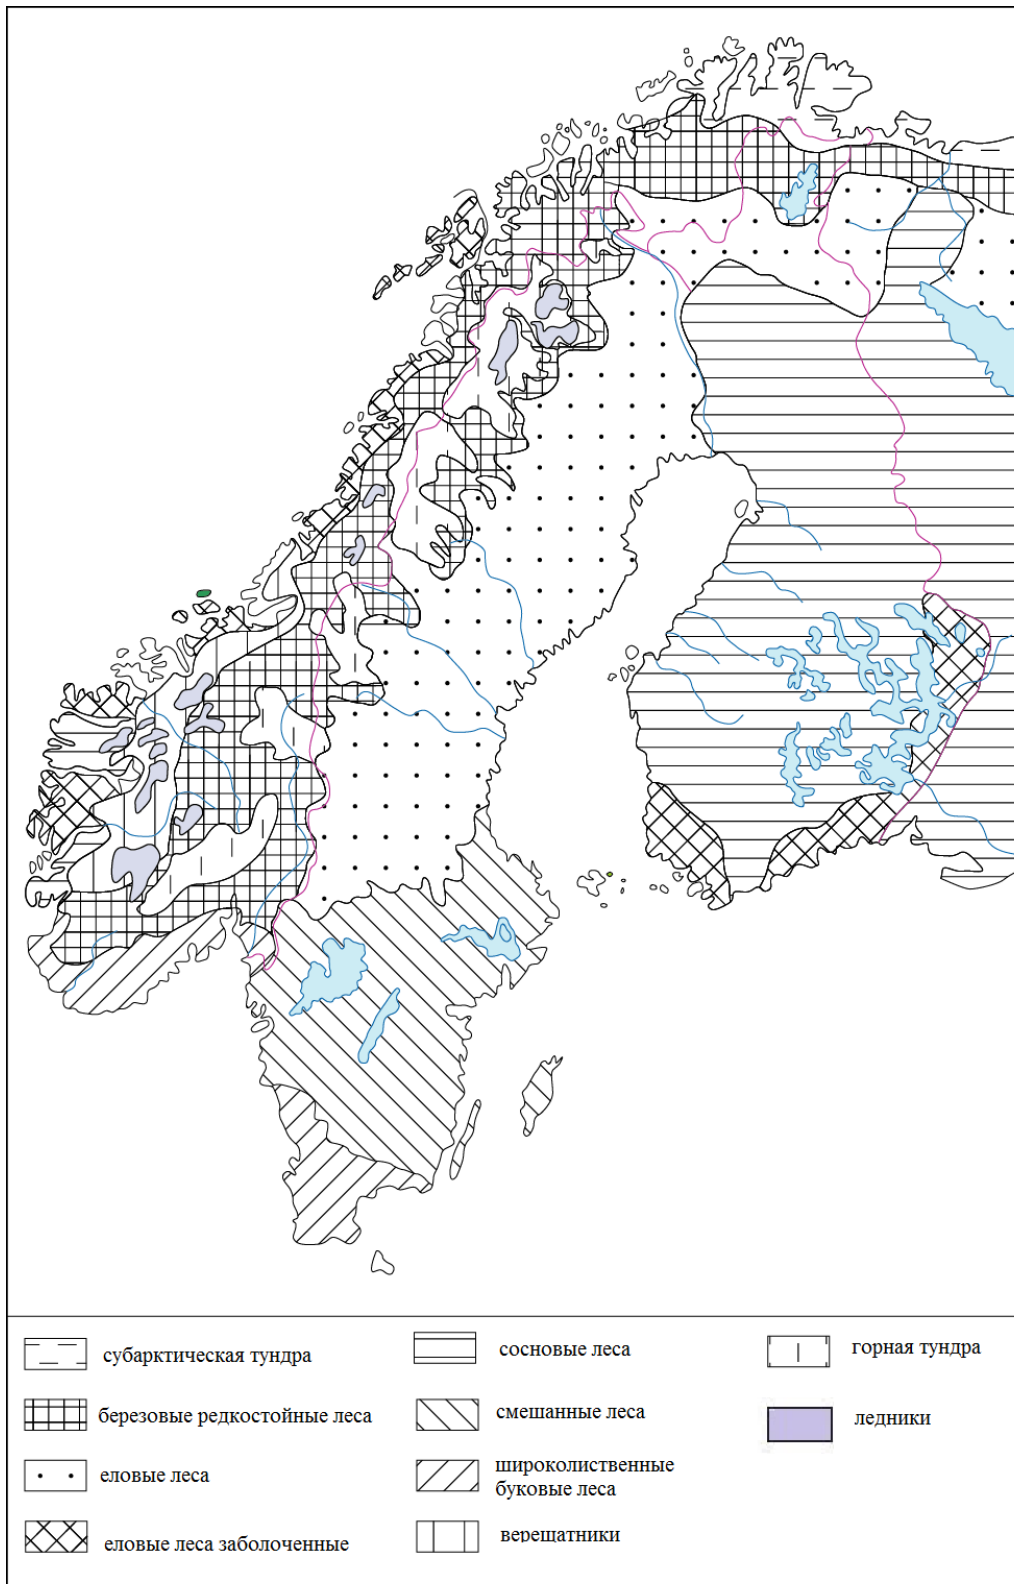 субарктическая тундра
березовые редкостойные леса
еловые леса
еловые леса заболоченные
сосновые леса
смешанные леса
широколиственные
буковые леса
верещатники
горная тундра
ледники